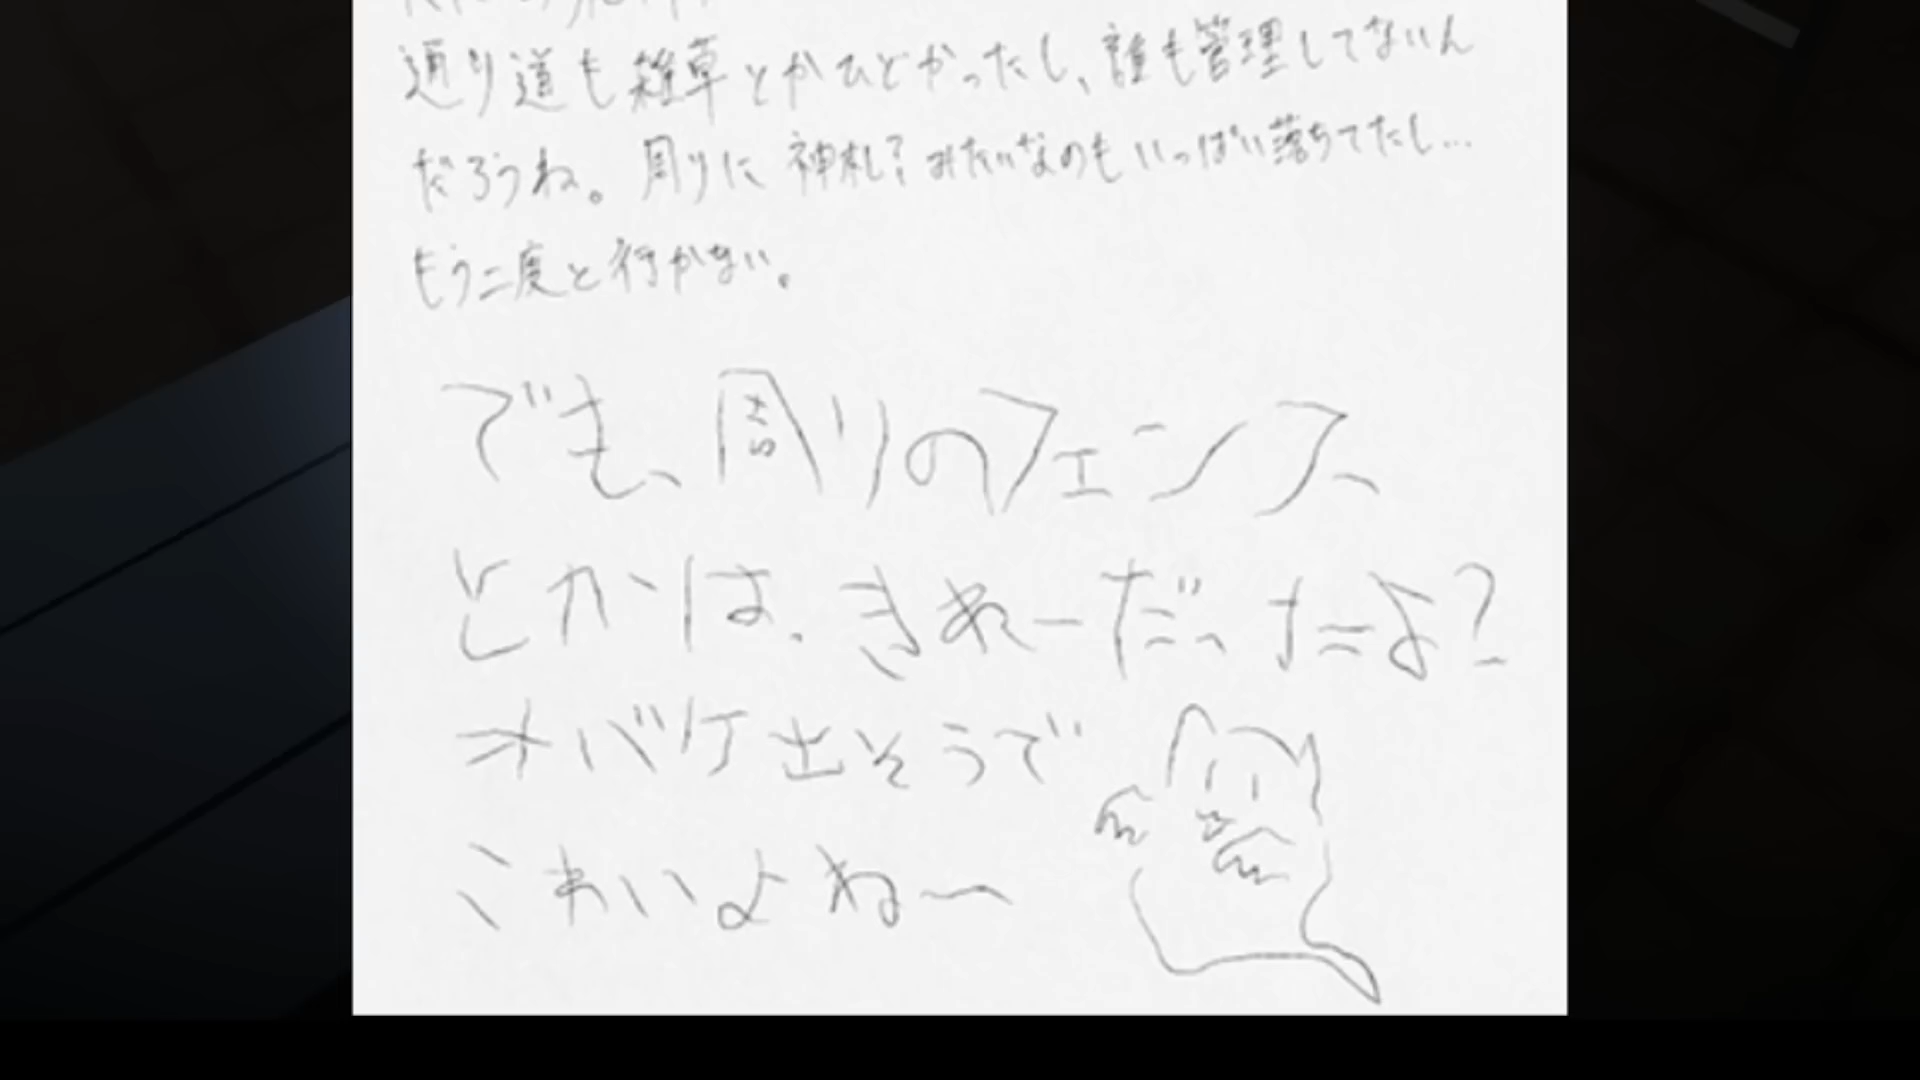 通り道も雑草とかひどかったし、誰も管理してないん
だろうね。周りに神札?みたいなのもいっぱい落ちてたし…
もう二度と行かない。
でも、周りのフェンス
とかは、きれーだったよ?
オバケ出そうで
こわいよねー